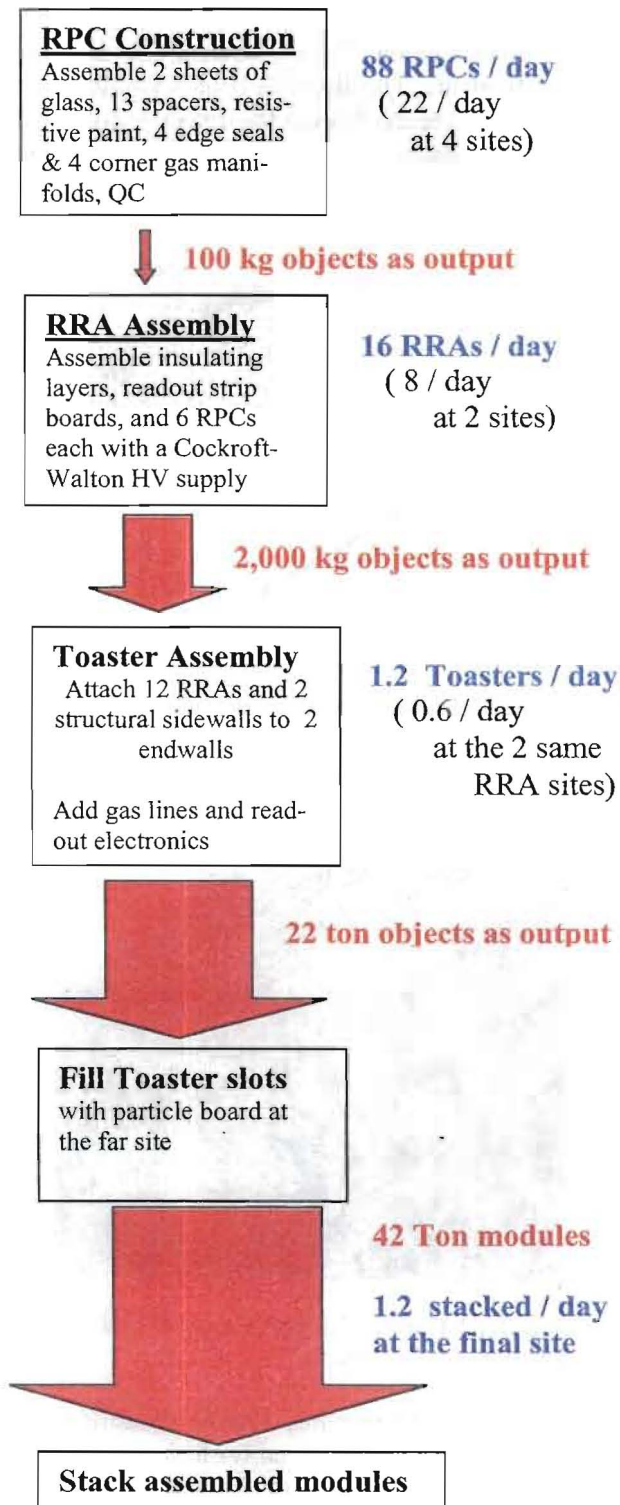 RPC Construction
Assemble 2 sheets of
glass, 13 spacers, resis-
tive paint, 4 edge seals
& 4 corner gas mani-
folds, QC
88 RPCs / day
( 22 / day
at 4 sites)
100 kg objects as output
RRA Assembly
Assemble insulating
layers, readout strip
boards, and 6 RPCs
each with a Cockroft-
Walton HV supply
16 RRAs / day
( 8 / day
at 2 sites)
2,000 kg objects as output
Toaster Assembly
Attach 12 RRAs and 2
structural sidewalls to 2
endwalls
Add gas lines and read-
out electronics
1.2 Toasters / day
( 0.6 / day
at the 2 same
RRA sites)
22 ton objects as output
Fill Toaster slots
with particle board at
the far site
42 Ton modules
1.2 stacked / day
at the final site
Stack assembled modules